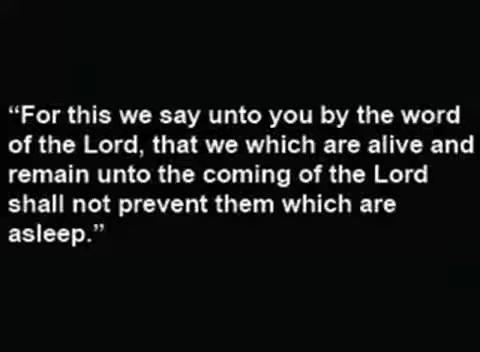 “For this we say unto you by the word
of the Lord, that we which are alive and
remain unto the coming of the Lord
shall not prevent them which are
asleep.”